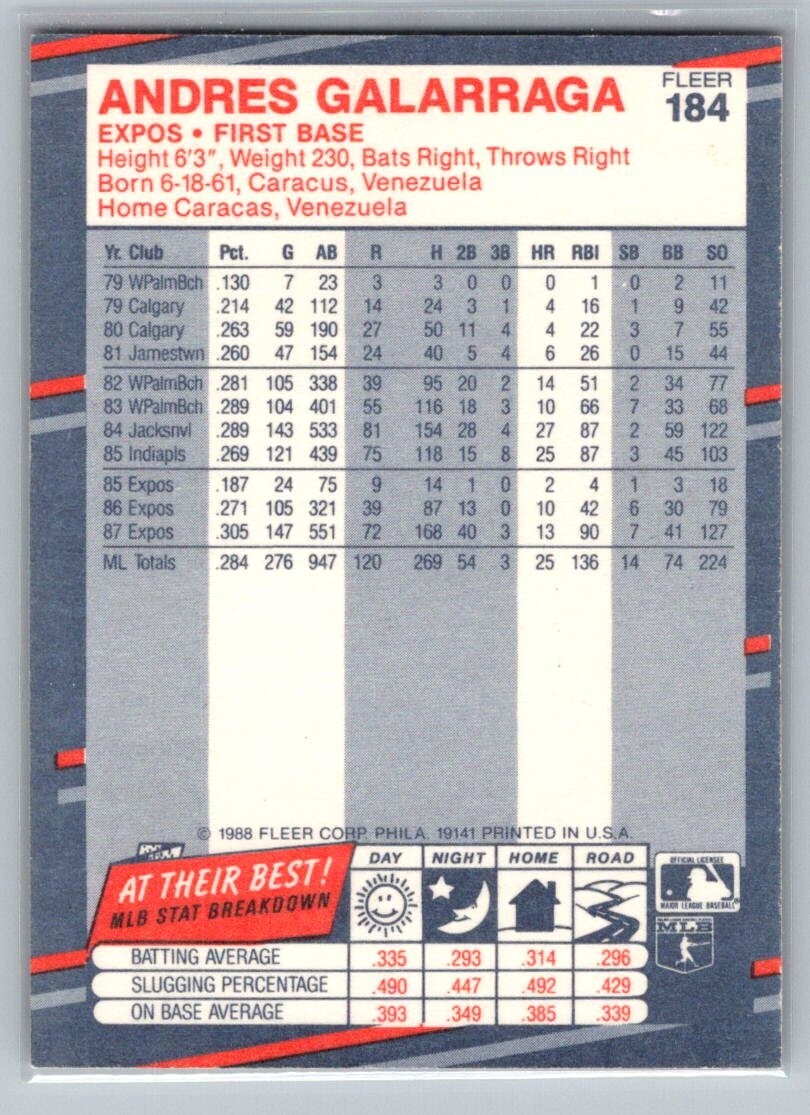 ANDRES GALARRAGA
FLEER
184
EXPOS • FIRST BASE
Height 6'3", Weight 230, Bats Right, Throws Right
Born 6-18-61, Caracus, Venezuela
Home Caracas, Venezuela
Yr. Club Pct. G AB R H 2B 3B HR RBI SB BB SO
79 WPalmBch .130 7 23 3 3 0 0 0 1 0 2 11
79 Calgary .214 42 112 14 24 3 1 4 16 1 9 42
80 Calgary .263 59 190 27 50 11 4 4 22 3 7 55
81 Jamestwn .260 47 154 24 40 5 4 6 26 0 15 44
82 WPalmBch .281 105 338 39 95 20 2 14 51 2 34 77
83 WPalmBch .289 104 401 55 116 18 3 10 66 7 33 68
84 Jacksnvl .289 143 533 81 154 28 4 27 87 2 59 122
85 Indiapls .269 121 439 75 118 15 8 25 87 3 45 103
85 Expos .187 24 75 9 14 1 0 2 4 1 3 18
86 Expos .271 105 321 39 87 13 0 10 42 6 30 79
87 Expos .305 147 551 72 168 40 3 13 90 7 41 127
ML Totals .284 276 947 120 269 54 3 25 136 14 74 224
© 1988 FLEER CORP. PHILA. 19141 PRINTED IN U.S.A.
AT THEIR BEST!
MLB STAT BREAKDOWN
DAY NIGHT HOME ROAD
OFFICIAL LICENSEE
MAJOR LEAGUE BASEBALL
MLB
BATTING AVERAGE .335 .293 .314 .296
SLUGGING PERCENTAGE .490 .447 .492 .429
ON BASE AVERAGE .393 .349 .385 .339